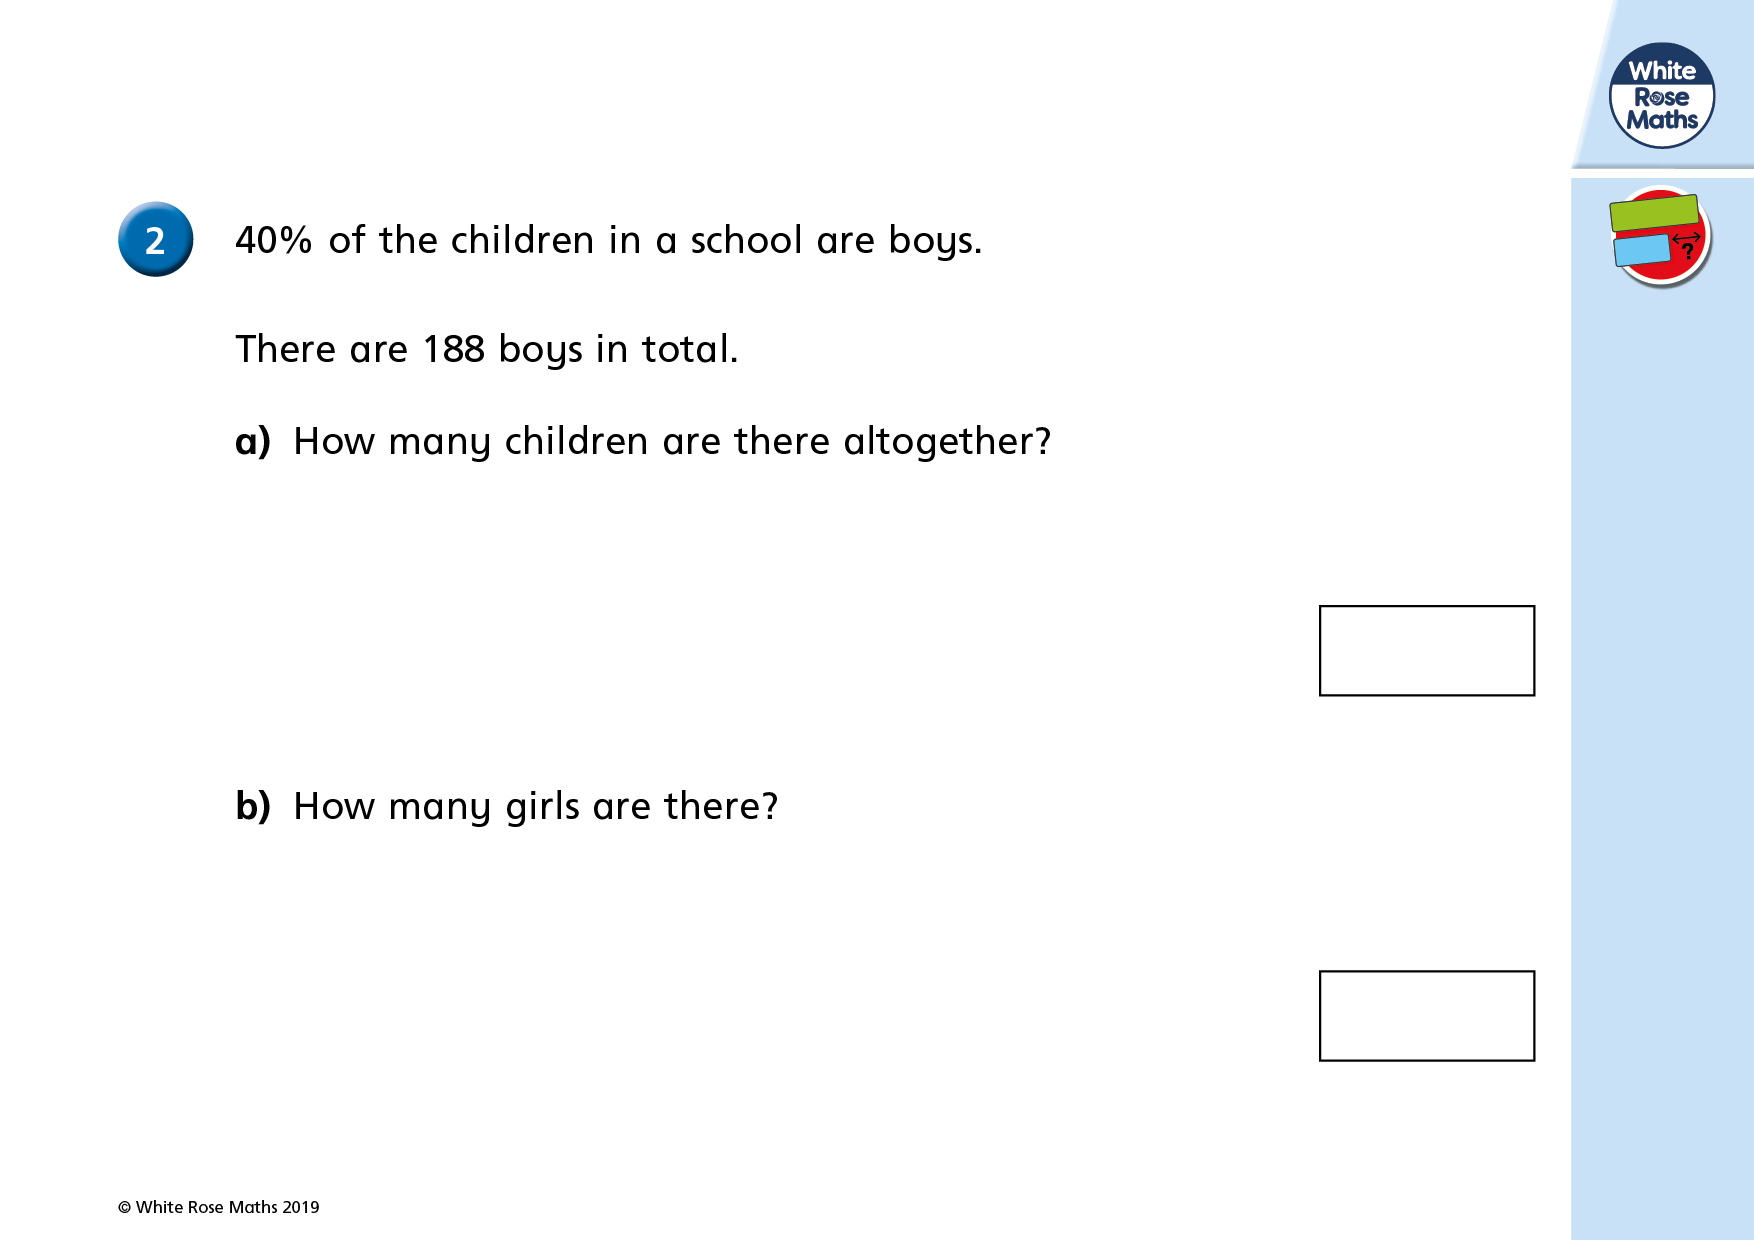 White
Rose
Maths
2 40% of the children in a school are boys.
?
There are 188 boys in total.
a) How many children are there altogether?
b) How many girls are there?
© White Rose Maths 2019